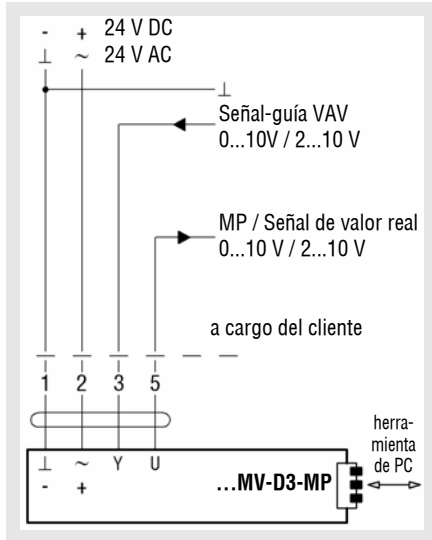 - + 24 V DC
⊥ ~ 24 V AC
⊥
Señal-guía VAV
0...10V / 2...10 V
MP / Señal de valor real
0...10 V / 2...10 V
a cargo del cliente
1 2 3 5
herra-
mienta
de PC
⊥ ~ Y U
- +
...MV-D3-MP